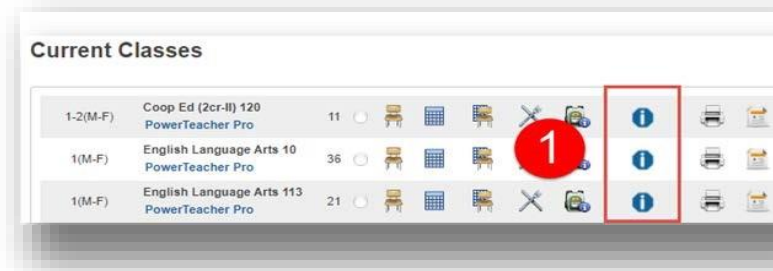 Current Classes
1-2(M-F) Coop Ed (2cr-II) 120 11
PowerTeacher Pro
1(M-F) English Language Arts 10 36
PowerTeacher Pro
1(M-F) English Language Arts 113 21
PowerTeacher Pro
1